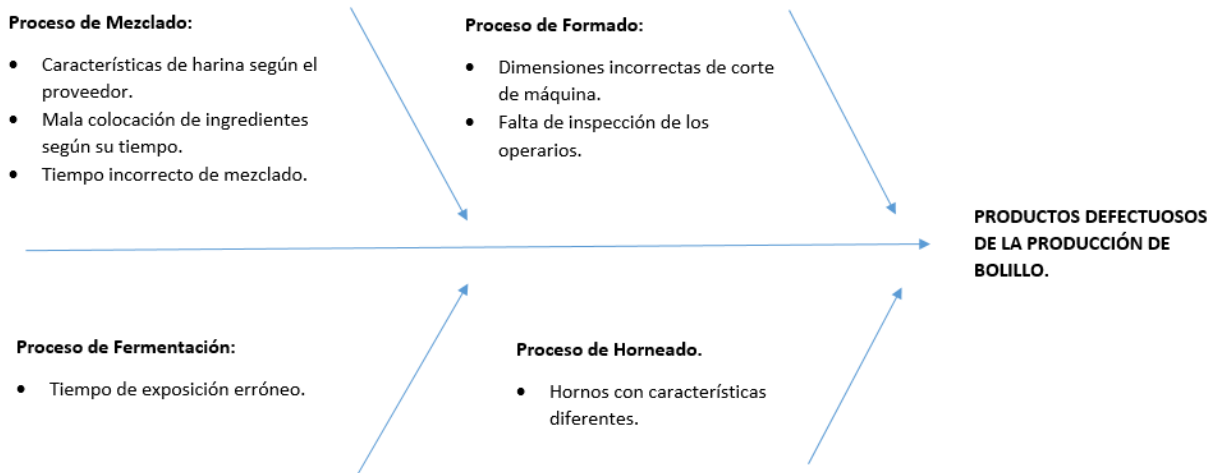 Proceso de Mezclado:
• Características de harina según el
proveedor.
• Mala colocación de ingredientes
según su tiempo.
• Tiempo incorrecto de mezclado.
Proceso de Formado:
• Dimensiones incorrectas de corte
de máquina.
• Falta de inspección de los
operarios.
PRODUCTOS DEFECTUOSOS
DE LA PRODUCCIÓN DE
BOLILLO.
Proceso de Fermentación:
• Tiempo de exposición erróneo.
Proceso de Horneado.
• Hornos con características
diferentes.